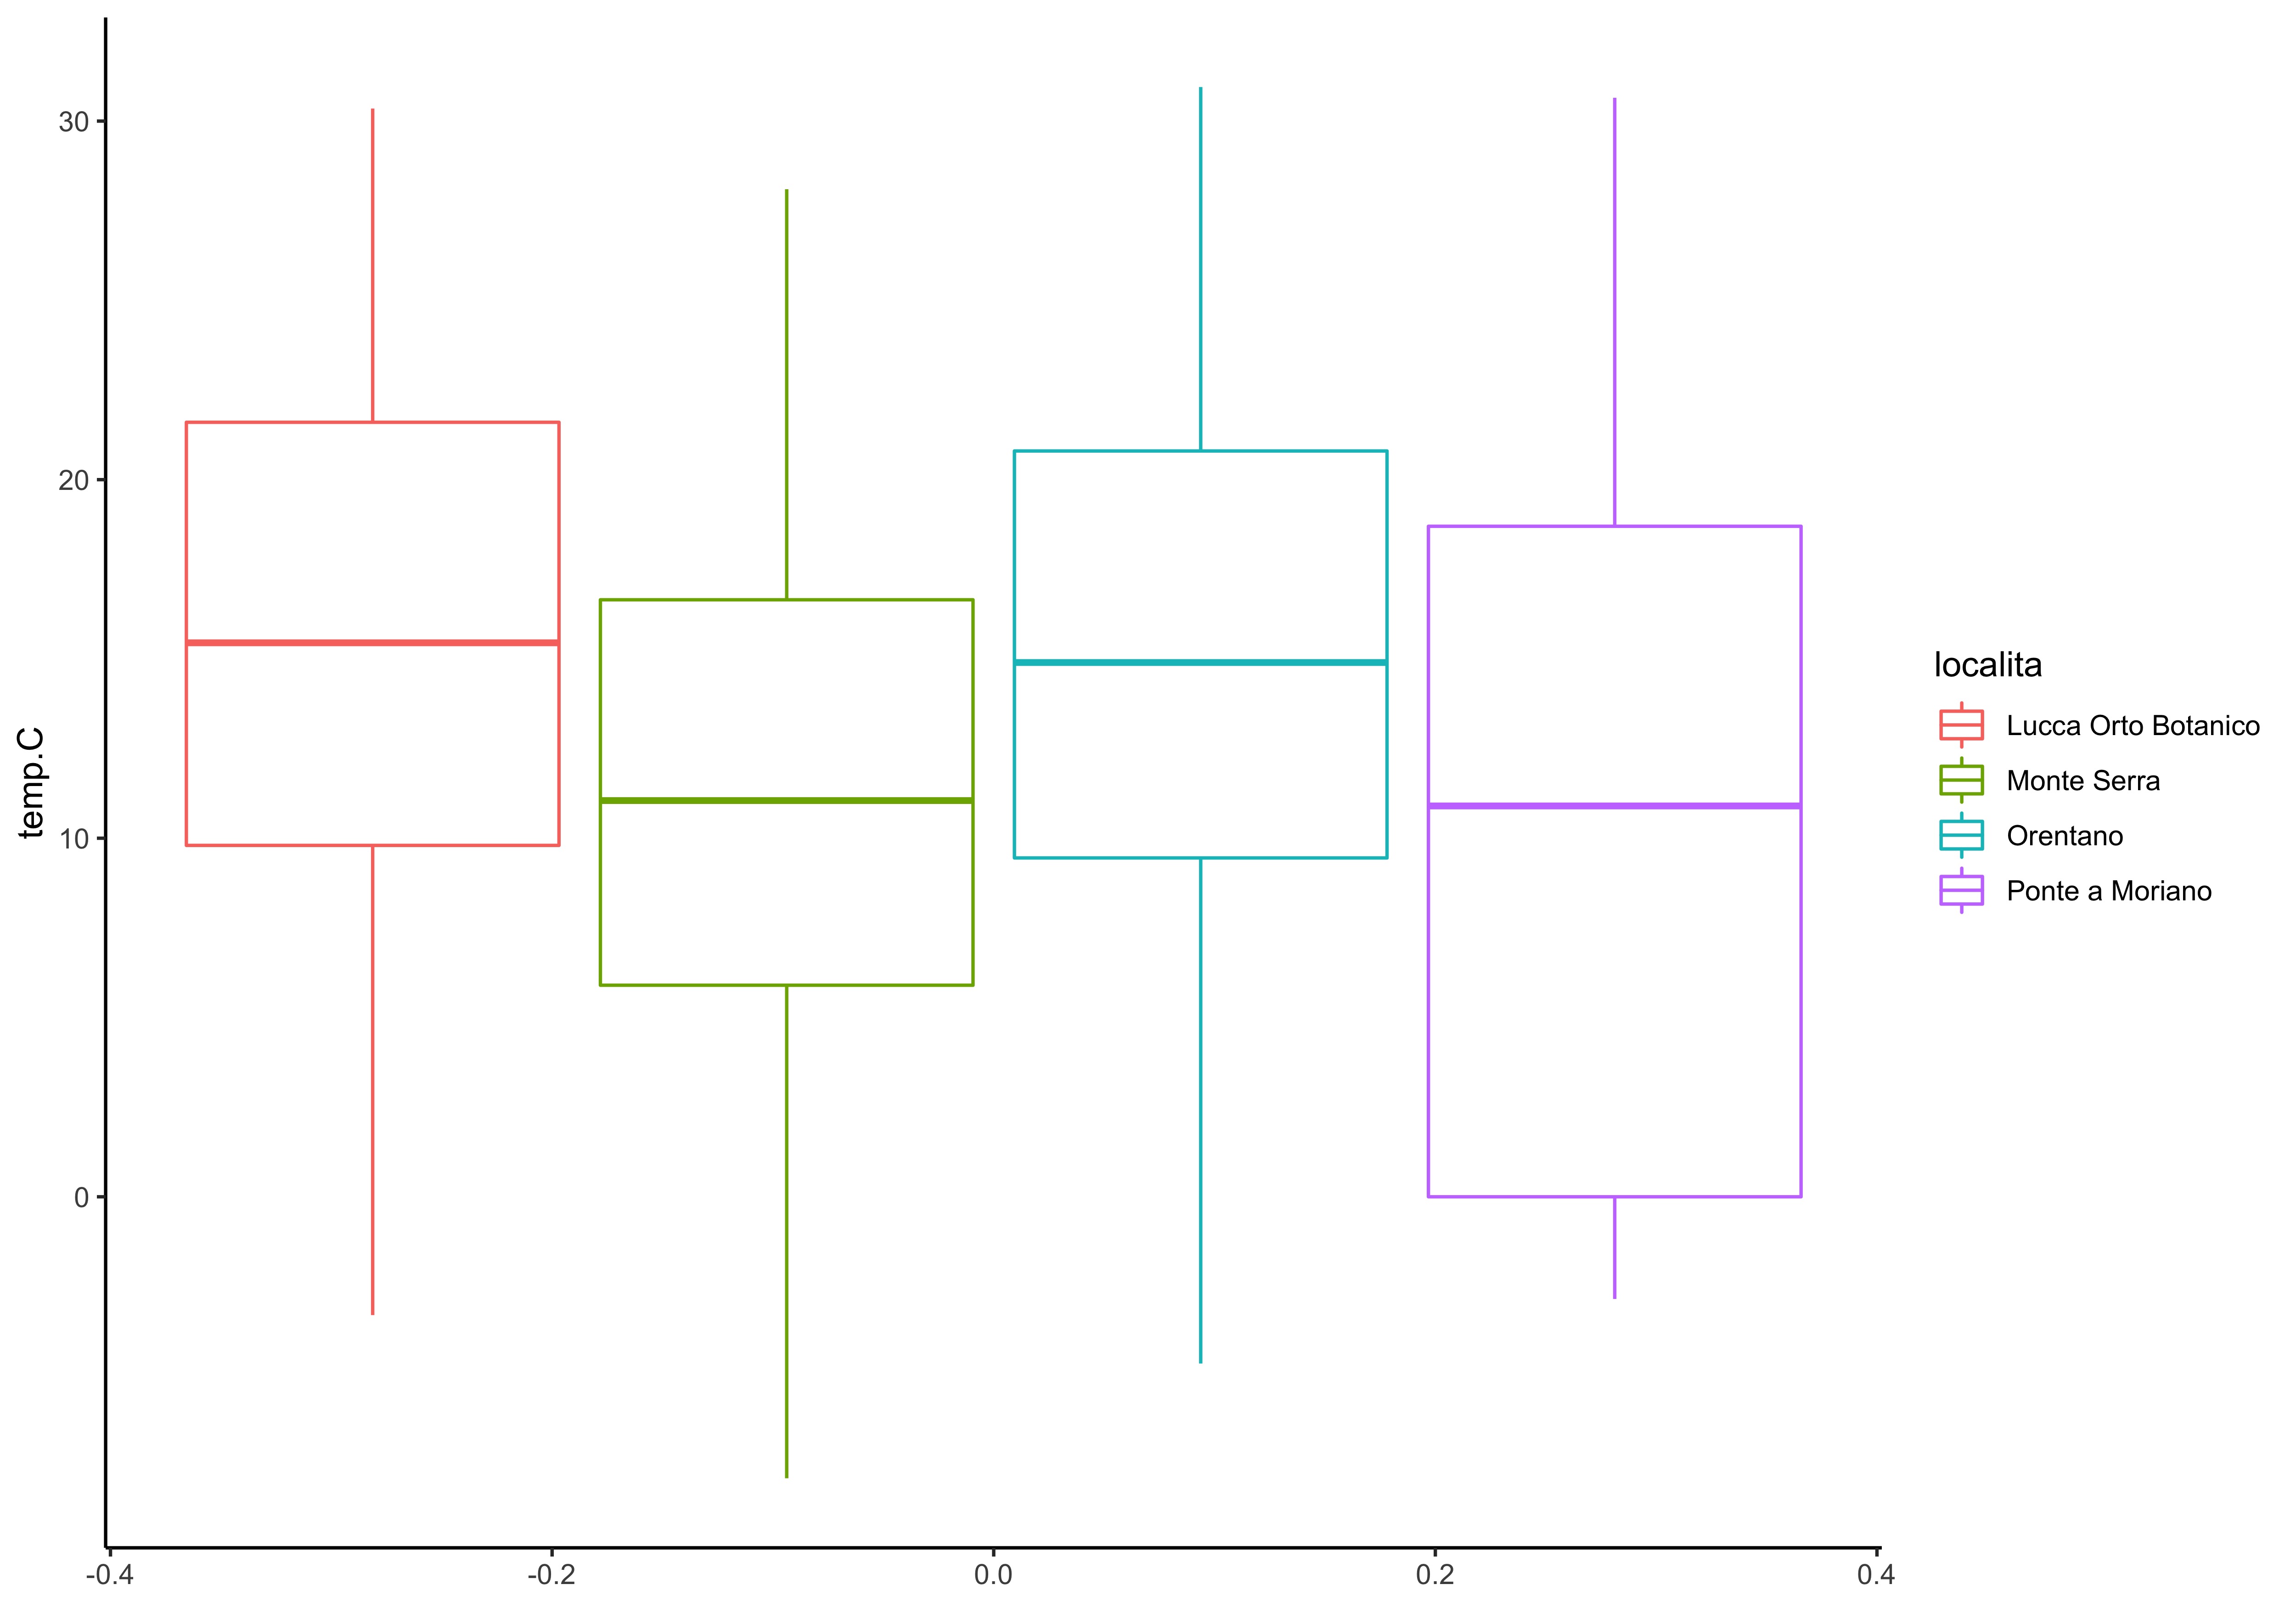 30
20
10
0
temp.C
-0.4
-0.2
0.0
0.2
0.4
localita
Lucca Orto Botanico
Monte Serra
Orentano
Ponte a Moriano